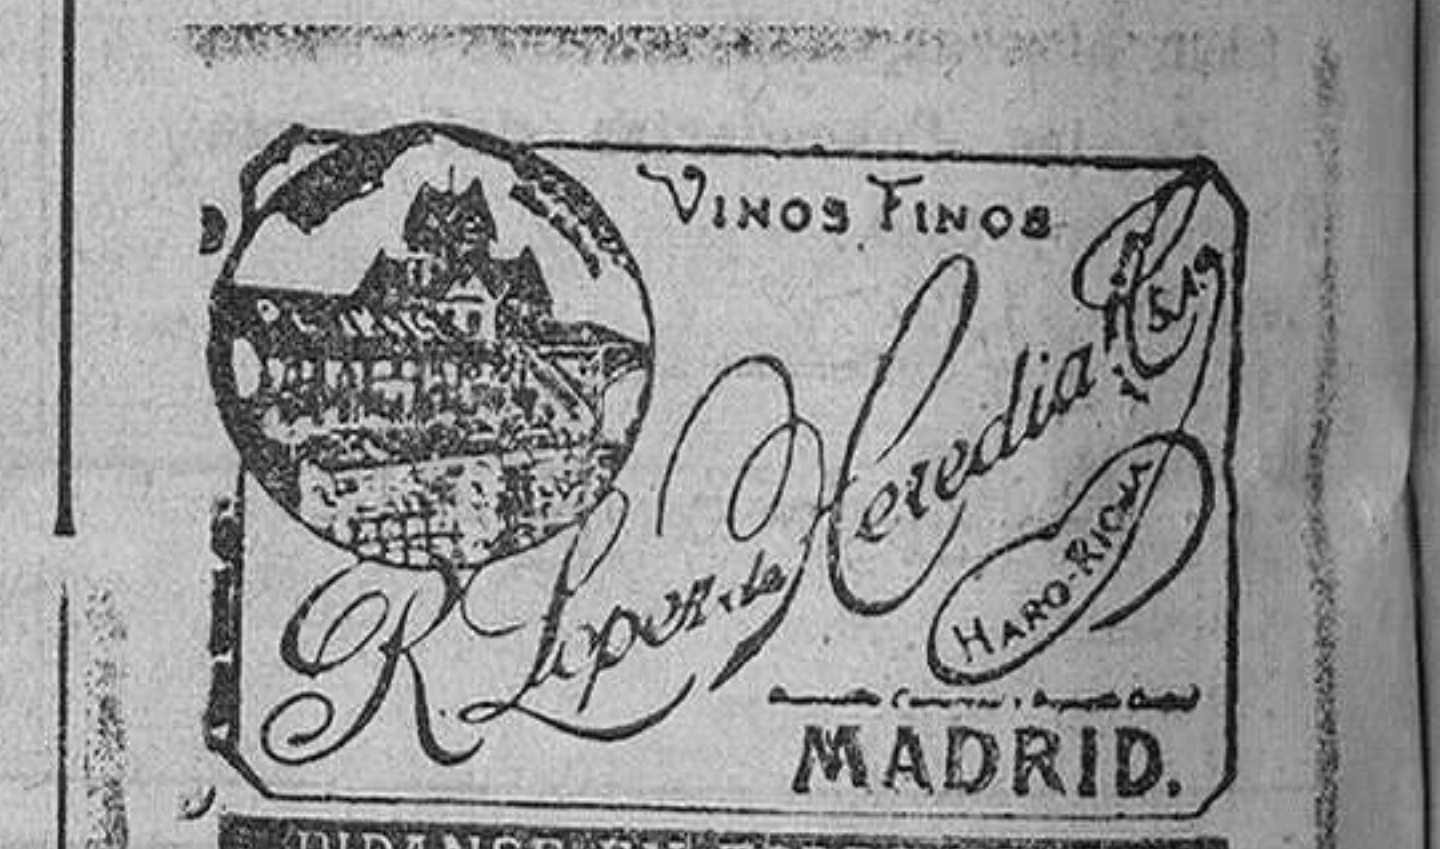 VINOS FINOS
R. Lopez de Heredia
S.A.
HARO-RIOJA
MADRID.